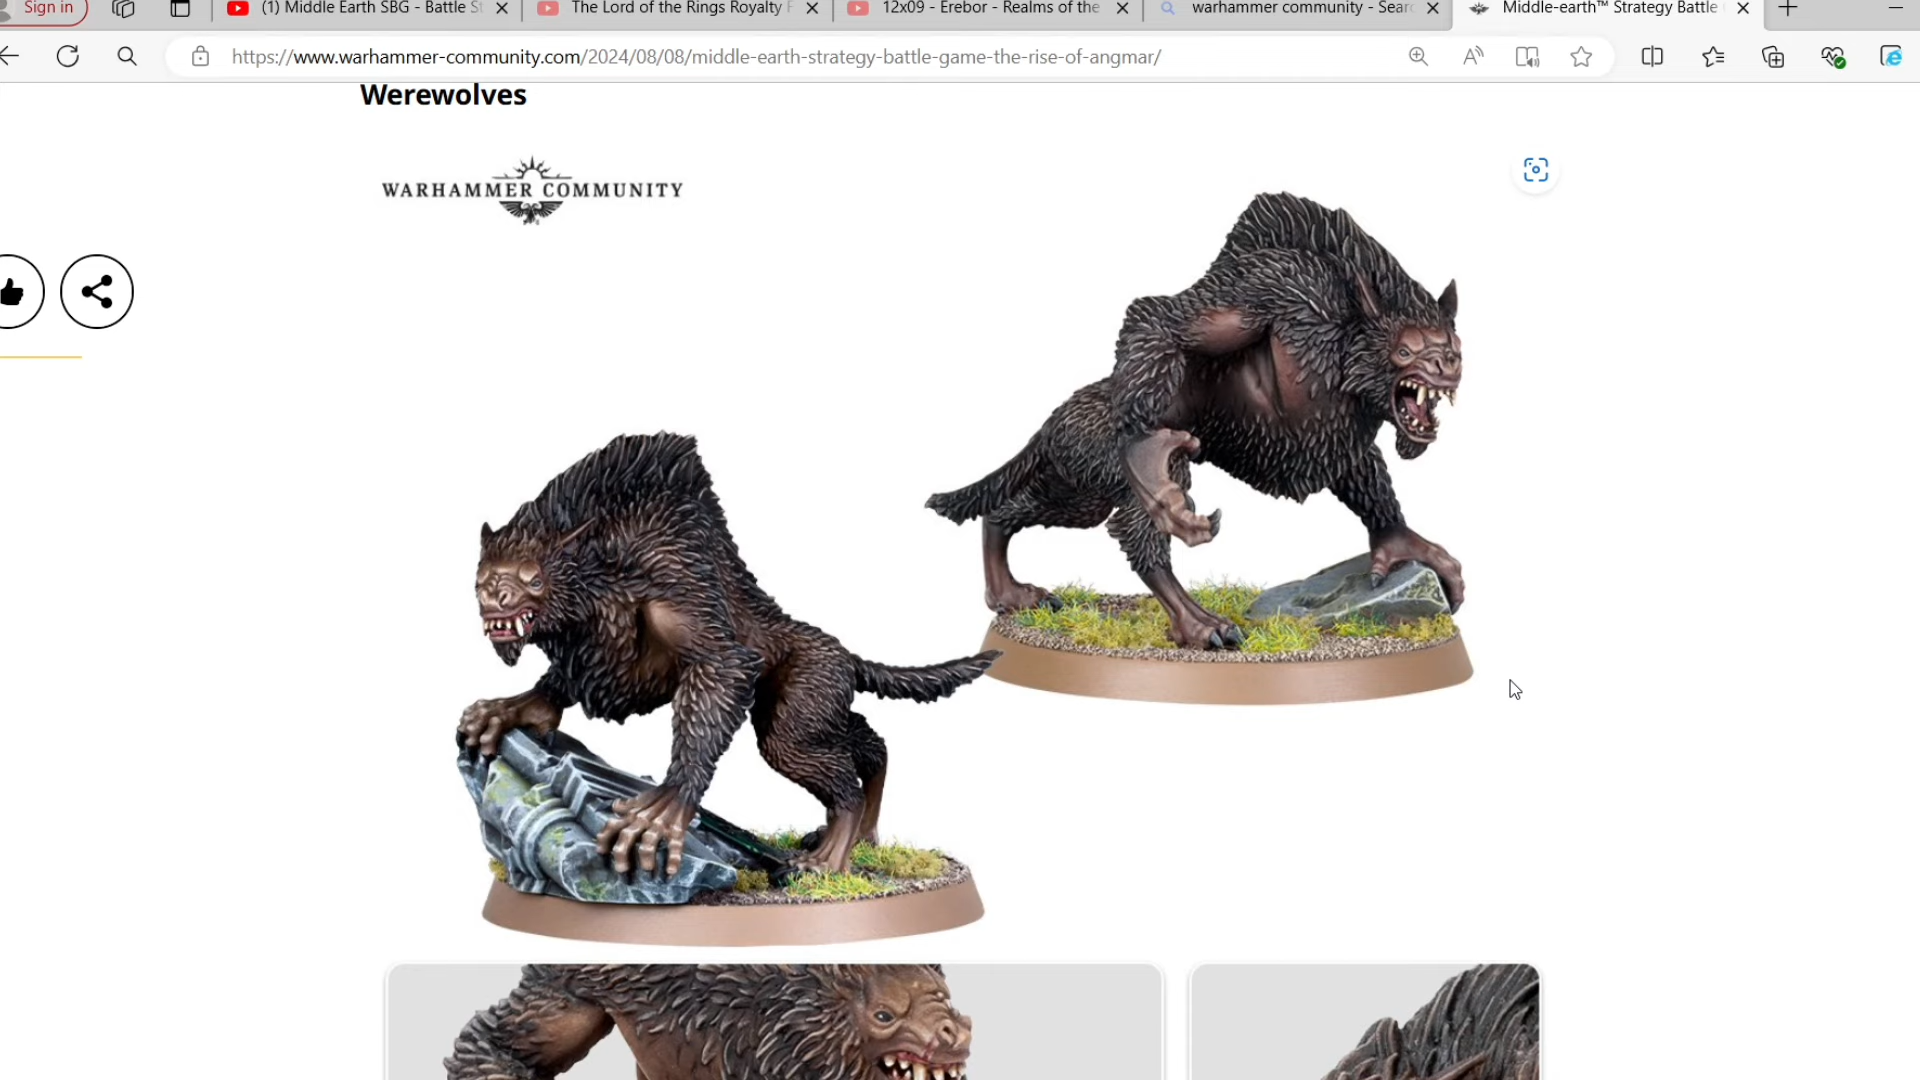 Sign in
(1) Middle Earth SBG - Battle St
The Lord of the Rings Royalty F
12x09 - Erebor - Realms of the
warhammer community - Searc
Middle-earth™ Strategy Battle
https://www.warhammer-community.com/2024/08/08/middle-earth-strategy-battle-game-the-rise-of-angmar/
Werewolves
WARHAMMER COMMUNITY